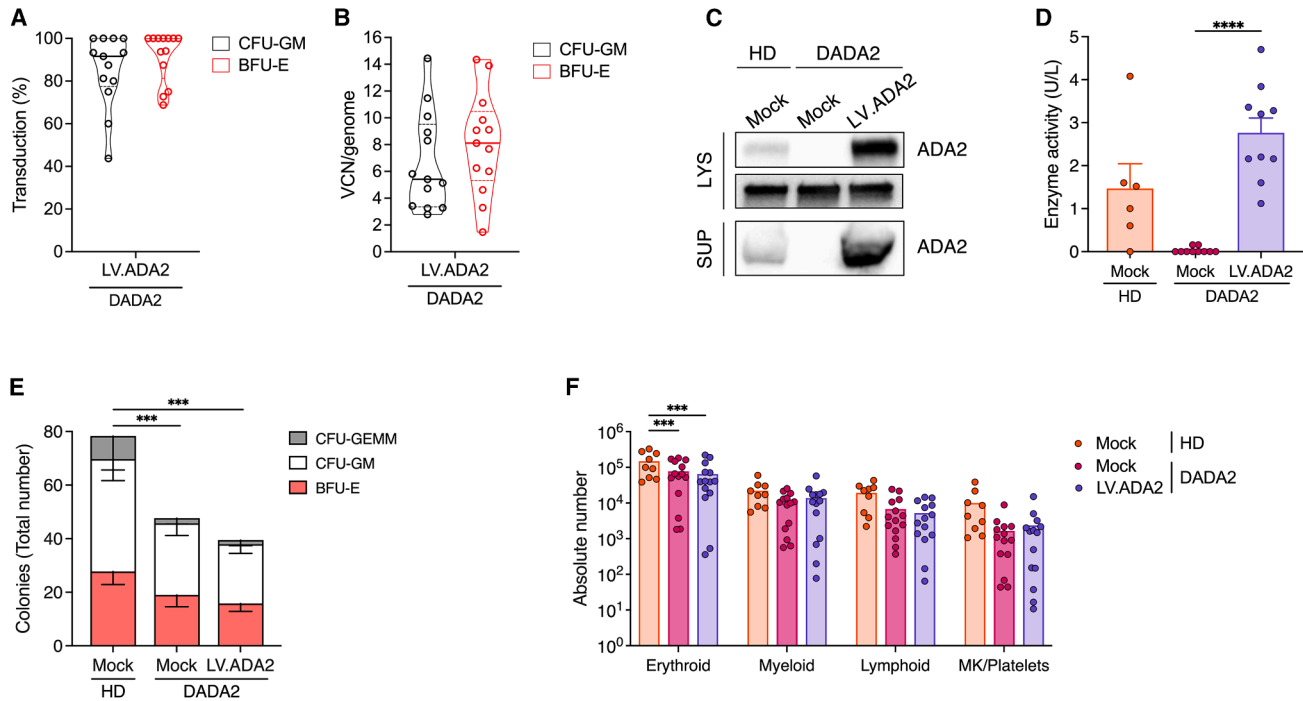 A
Transduction (%)
100
80
60
40
20
0
CFU-GM
BFU-E
LV.ADA2
DADA2
B
VCN/genome
16
14
12
10
8
6
4
2
0
CFU-GM
BFU-E
LV.ADA2
DADA2
C
HD DADA2
Mock Mock LV.ADA2
LYS
ADA2
SUP
ADA2
D
Enzyme activity (U/L)
5
4
3
2
1
0
****
Mock Mock LV.ADA2
HD DADA2
E
Colonies (Total number)
80
60
40
20
0
***
***
CFU-GEMM
CFU-GM
BFU-E
Mock Mock LV.ADA2
HD DADA2
F
Absolute number
10^6
10^5
10^4
10^3
10^2
10^1
10^0
***
***
Erythroid Myeloid Lymphoid MK/Platelets
Mock HD
Mock DADA2
LV.ADA2